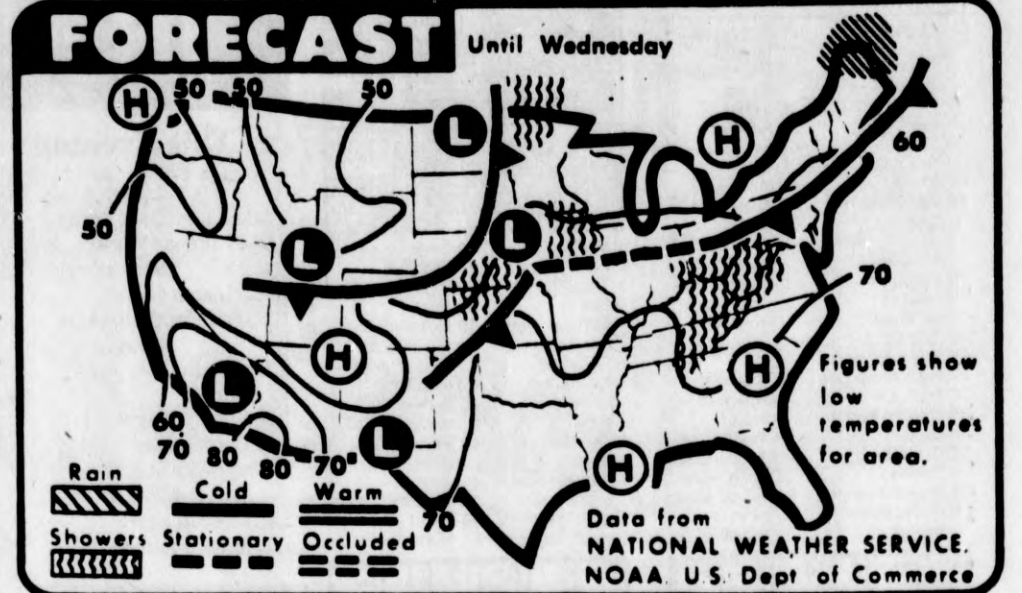 FORECAST
Until Wednesday
H
50
50
50
L
H
60
50
L
L
70
H
L
H
60
70
80
80
70
L
H
70
Figures show
low
temperatures
for area.
Rain
Cold
Warm
Showers
Stationary
Occluded
Data from
NATIONAL WEATHER SERVICE.
NOAA. U.S. Dept of Commerce